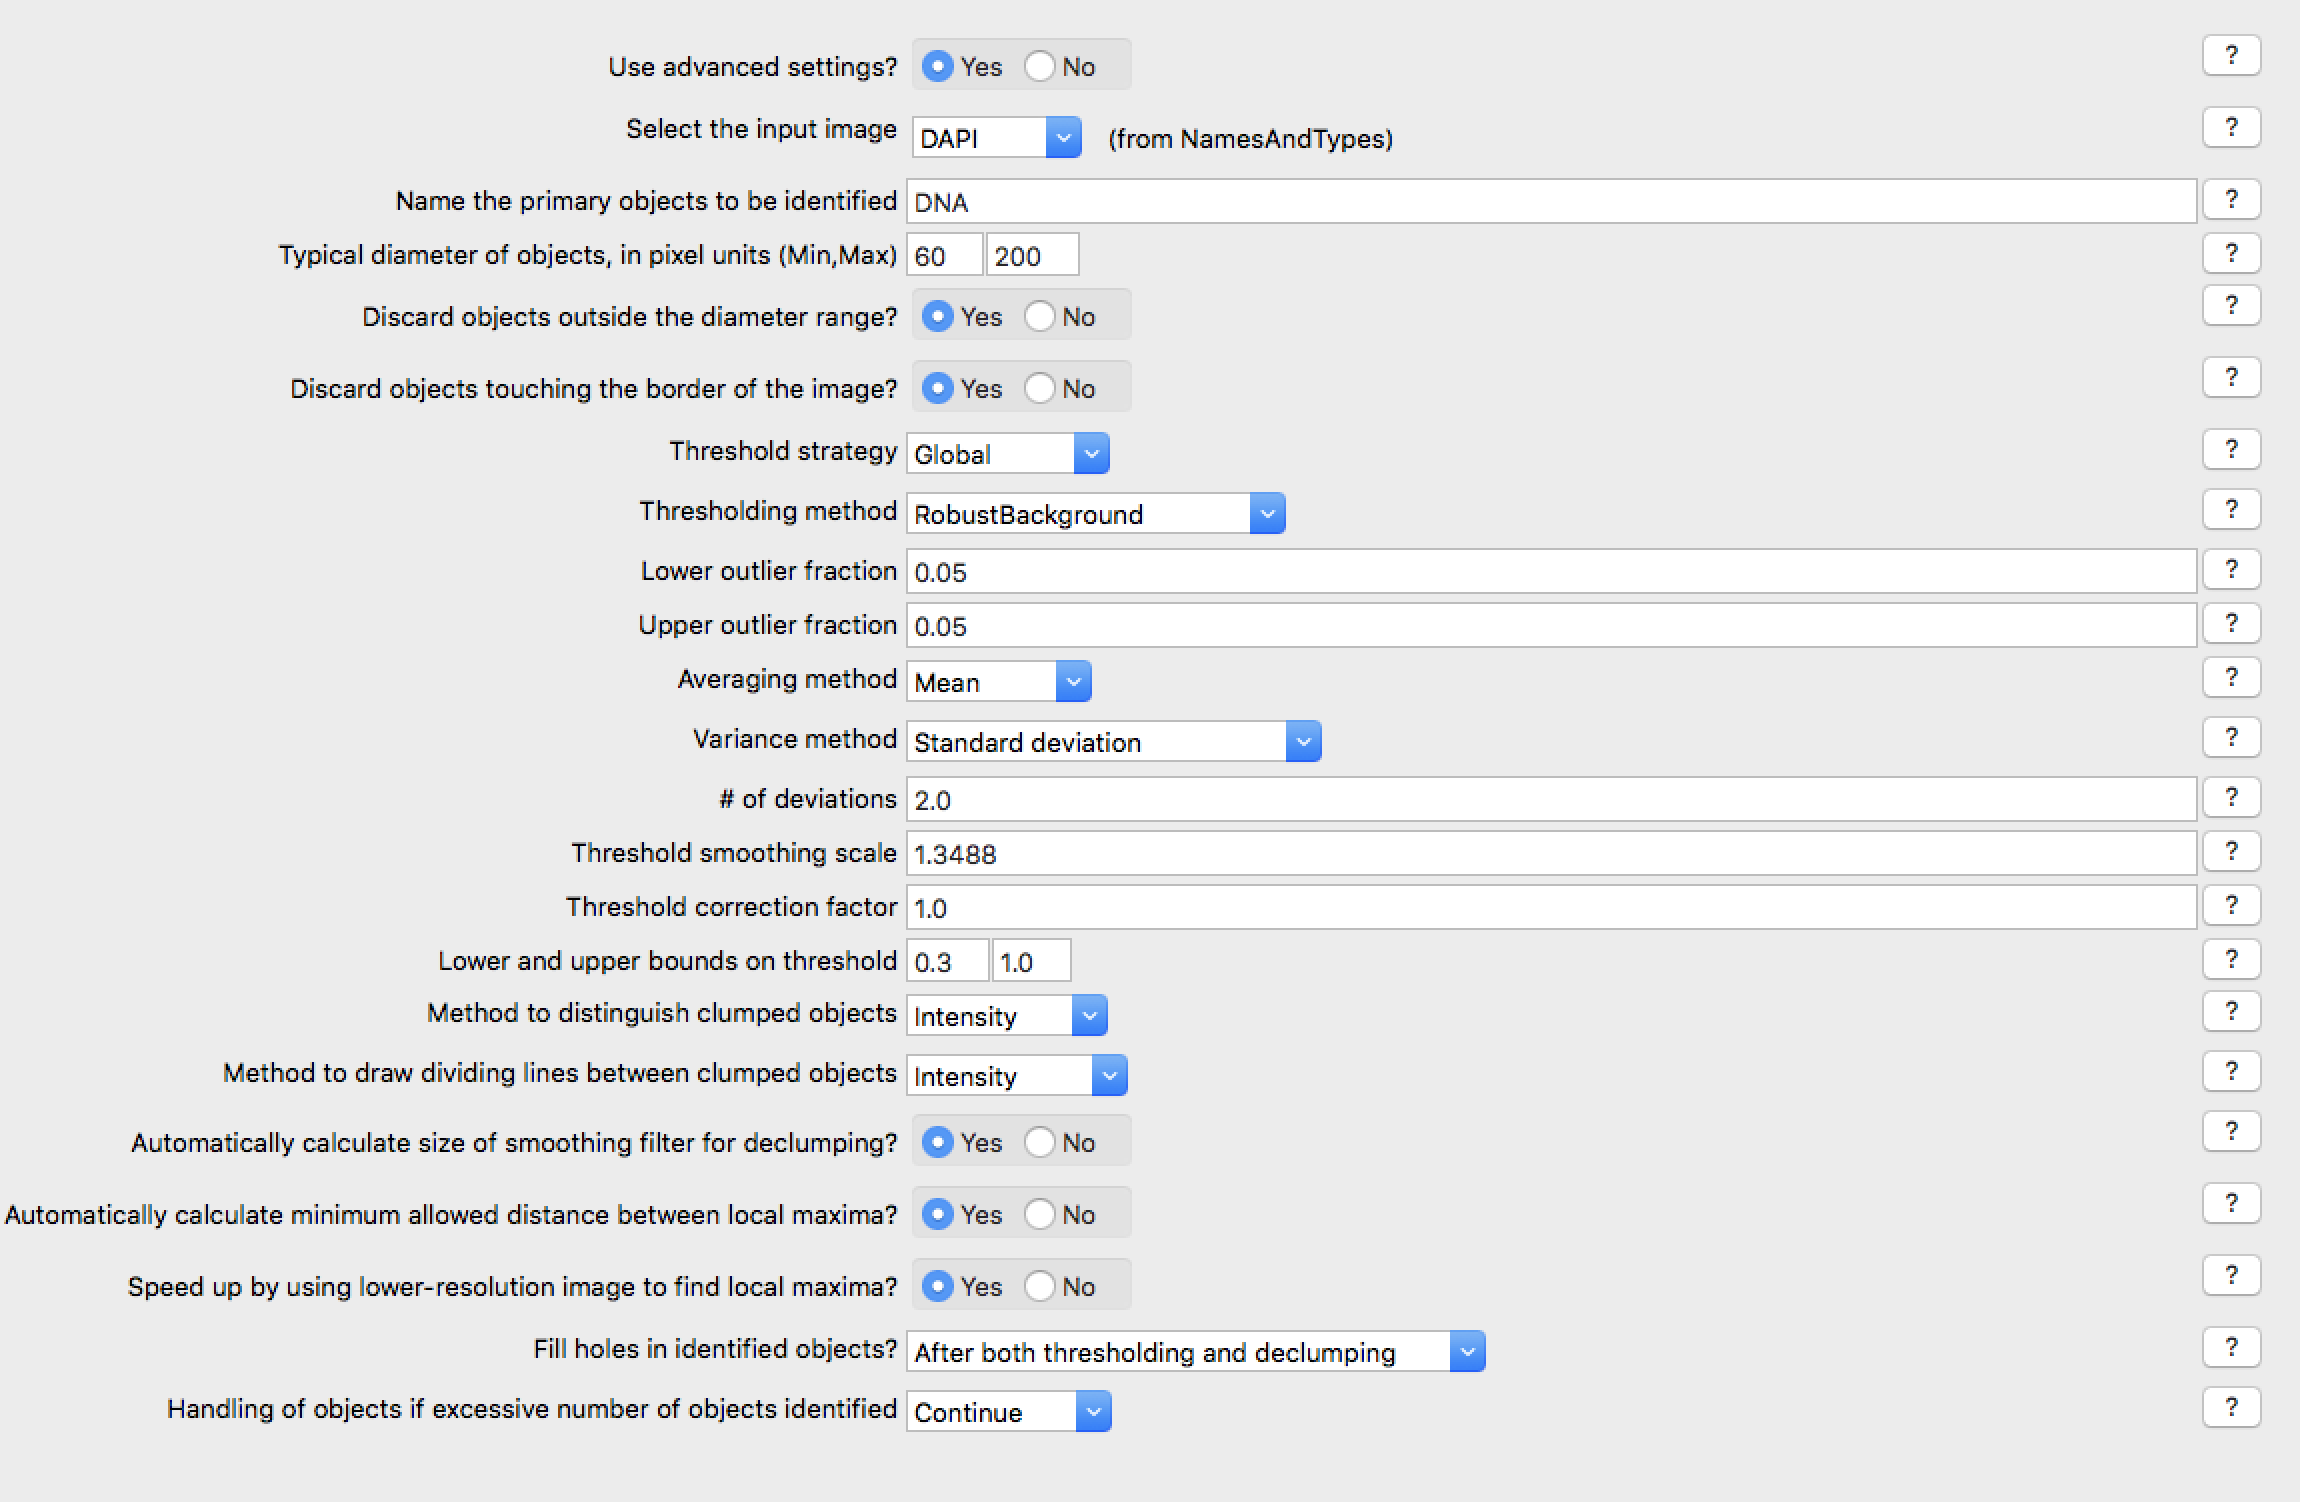 Use advanced settings? Yes No ?
Select the input image DAPI (from NamesAndTypes) ?
Name the primary objects to be identified DNA ?
Typical diameter of objects, in pixel units (Min,Max) 60 200 ?
Discard objects outside the diameter range? Yes No ?
Discard objects touching the border of the image? Yes No ?
Threshold strategy Global ?
Thresholding method RobustBackground ?
Lower outlier fraction 0.05 ?
Upper outlier fraction 0.05 ?
Averaging method Mean ?
Variance method Standard deviation ?
# of deviations 2.0 ?
Threshold smoothing scale 1.3488 ?
Threshold correction factor 1.0 ?
Lower and upper bounds on threshold 0.3 1.0 ?
Method to distinguish clumped objects Intensity ?
Method to draw dividing lines between clumped objects Intensity ?
Automatically calculate size of smoothing filter for declumping? Yes No ?
Automatically calculate minimum allowed distance between local maxima? Yes No ?
Speed up by using lower-resolution image to find local maxima? Yes No ?
Fill holes in identified objects? After both thresholding and declumping ?
Handling of objects if excessive number of objects identified Continue ?